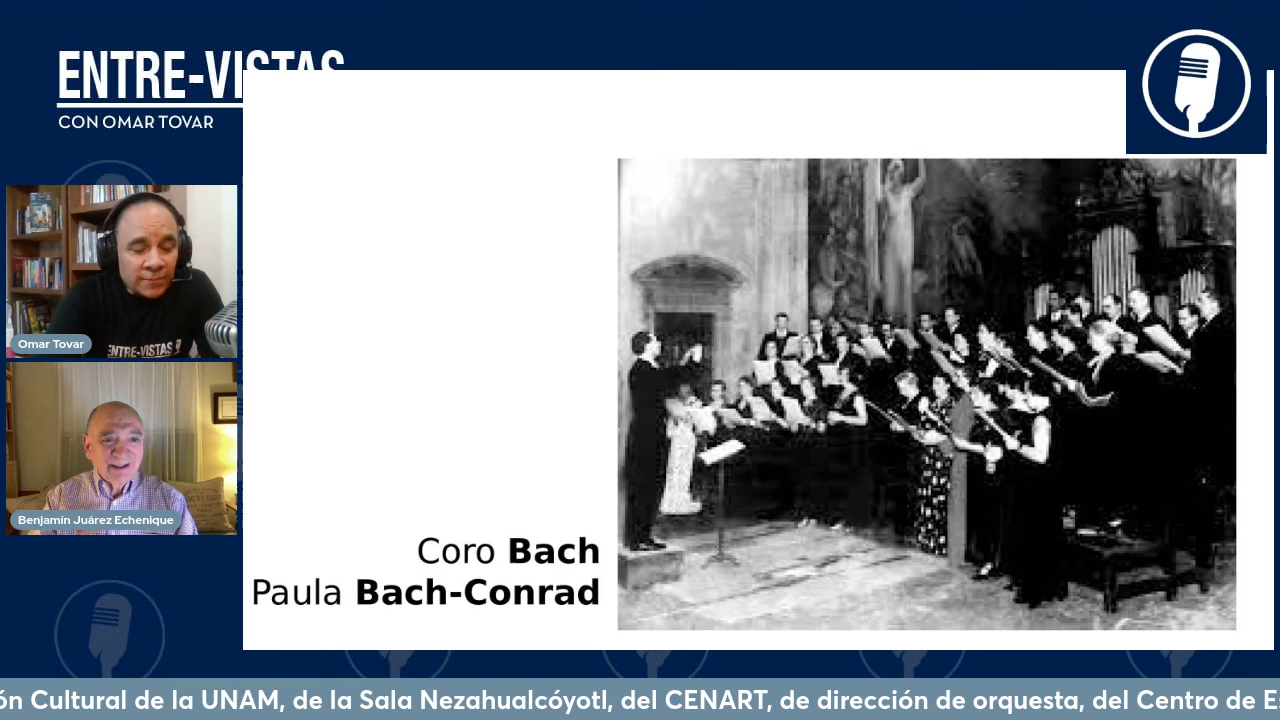 ENTRE-VISTAS
CON OMAR TOVAR
Omar Tovar
ENTRE-VISTAS
Benjamín Juárez Echenique
Coro Bach
Paula Bach-Conrad
ón Cultural de la UNAM, de la Sala Nezahualcóyotl, del CENART, de dirección de orquesta, del Centro de E